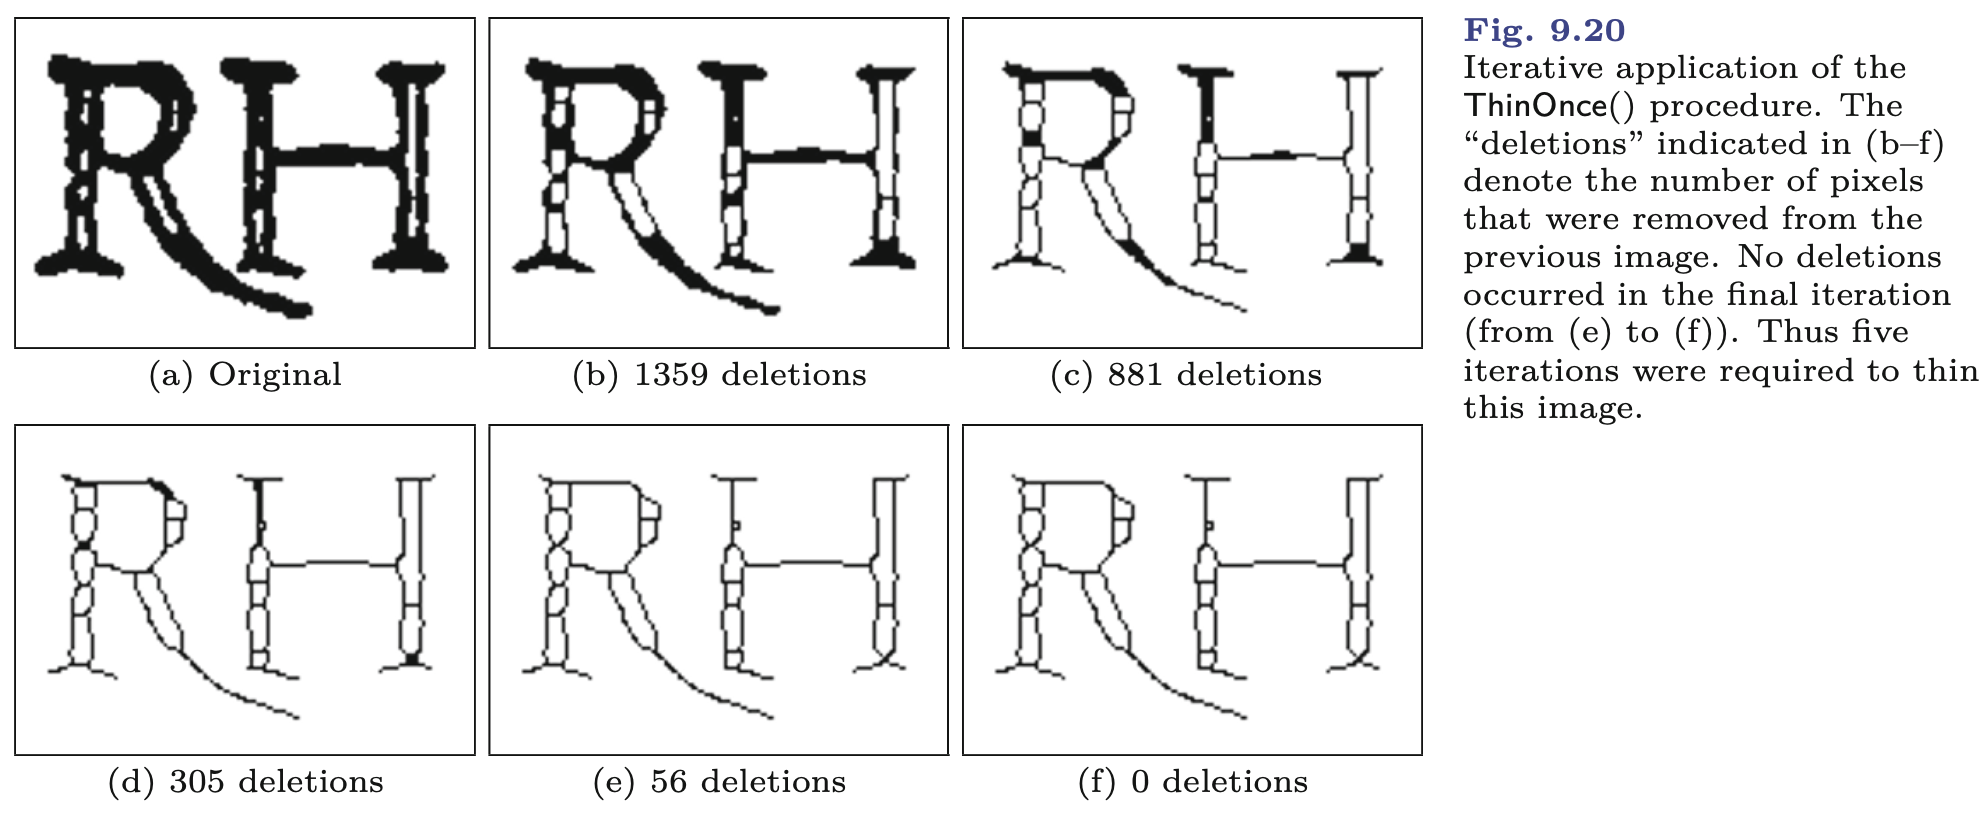 RH
RH
RH
(a) Original
(b) 1359 deletions
(c) 881 deletions
RH
RH
RH
(d) 305 deletions
(e) 56 deletions
(f) 0 deletions
Fig. 9.20
Iterative application of the
ThinOnce() procedure. The
“deletions” indicated in (b–f)
denote the number of pixels
that were removed from the
previous image. No deletions
occurred in the final iteration
(from (e) to (f)). Thus five
iterations were required to thin
this image.